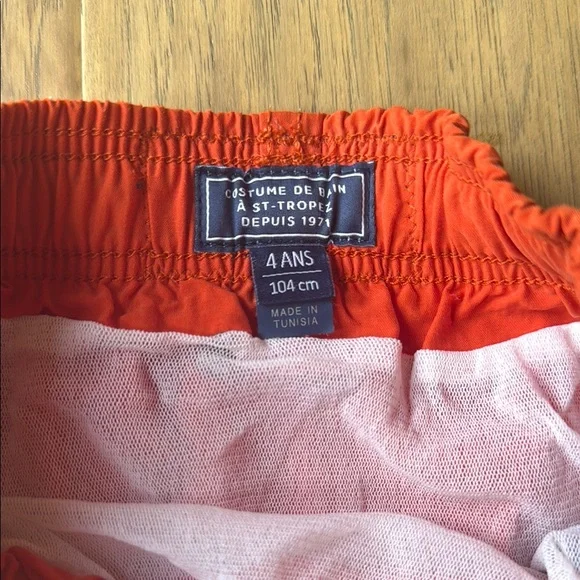 COSTUME DE BAIN
À ST-TROPEZ
DEPUIS 1971
4 ANS
104 cm
MADE IN
TUNISIA